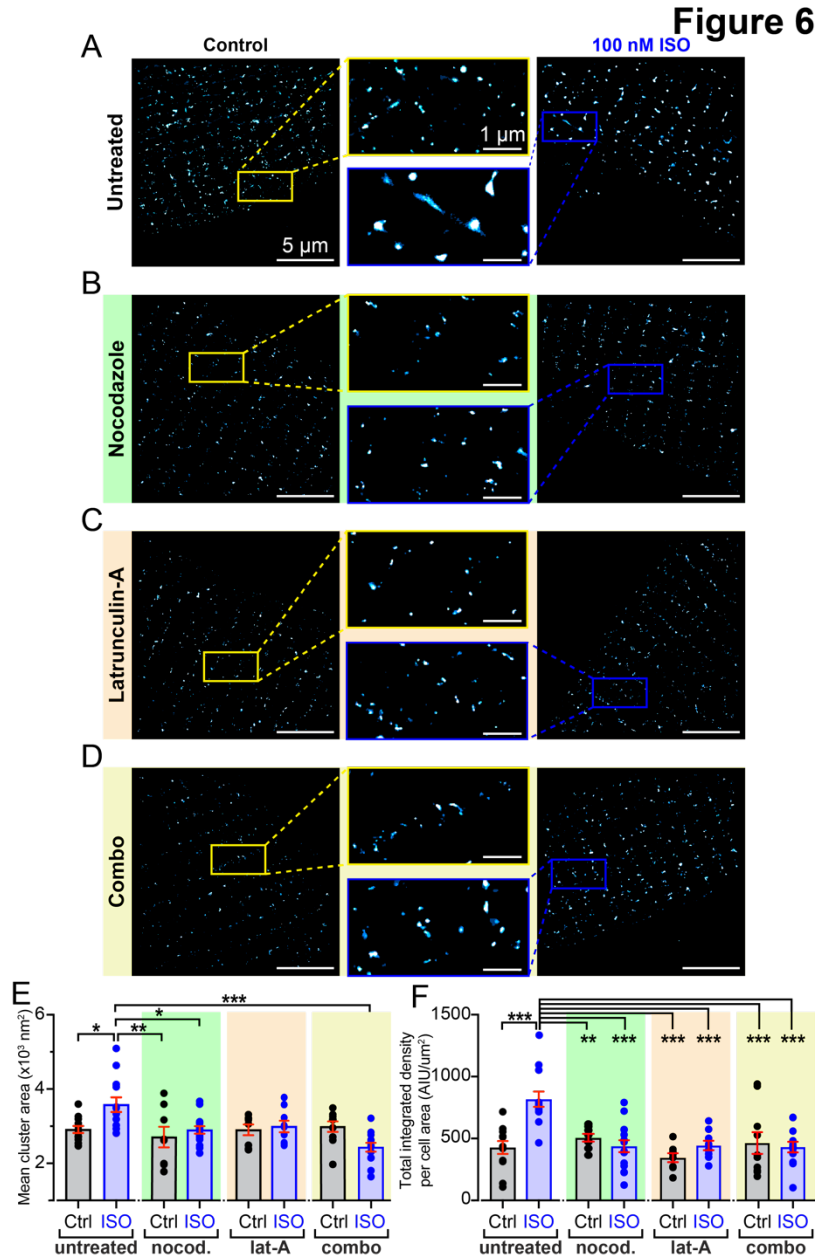 Figure 6
A
Control
100 nM ISO
Untreated
1 µm
5 µm
B
Nocodazole
C
Latrunculin-A
D
Combo
E
Mean cluster area (x10³ nm²)
6
4
2
*
**
*
***
Ctrl ISO Ctrl ISO Ctrl ISO Ctrl ISO
untreated nocod. lat-A combo
F
Total integrated density
per cell area (AIU/um²)
1500
1000
500
0
***
** *** *** *** *** ***
Ctrl ISO Ctrl ISO Ctrl ISO Ctrl ISO
untreated nocod. lat-A combo